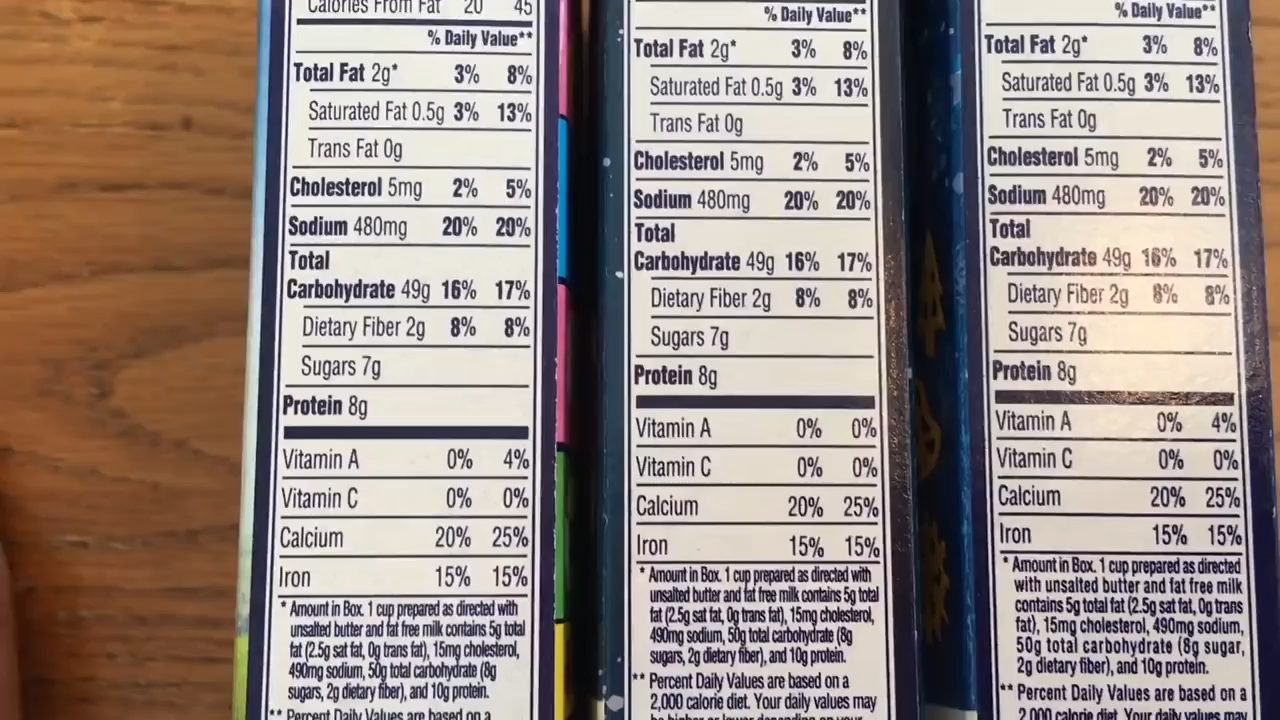 Calories From Fat 20 45
% Daily Value**
Total Fat 2g* 3% 8%
Saturated Fat 0.5g 3% 13%
Trans Fat 0g
Cholesterol 5mg 2% 5%
Sodium 480mg 20% 20%
Total
Carbohydrate 49g 16% 17%
Dietary Fiber 2g 8% 8%
Sugars 7g
Protein 8g
Vitamin A 0% 4%
Vitamin C 0% 0%
Calcium 20% 25%
Iron 15% 15%
* Amount in Box. 1 cup prepared as directed with
unsalted butter and fat free milk contains 5g total
fat (2.5g sat fat, 0g trans fat), 15mg cholesterol,
490mg sodium, 50g total carbohydrate (8g
sugars, 2g dietary fiber), and 10g protein.
** Percent Daily Values are based on a
% Daily Value**
Total Fat 2g* 3% 8%
Saturated Fat 0.5g 3% 13%
Trans Fat 0g
Cholesterol 5mg 2% 5%
Sodium 480mg 20% 20%
Total
Carbohydrate 49g 16% 17%
Dietary Fiber 2g 8% 8%
Sugars 7g
Protein 8g
Vitamin A 0% 0%
Vitamin C 0% 0%
Calcium 20% 25%
Iron 15% 15%
* Amount in Box. 1 cup prepared as directed with
unsalted butter and fat free milk contains 5g total
fat (2.5g sat fat, 0g trans fat), 15mg cholesterol,
490mg sodium, 50g total carbohydrate (8g
sugars, 2g dietary fiber), and 10g protein.
** Percent Daily Values are based on a
2,000 calorie diet. Your daily values may
be higher or lower depending on your
% Daily Value**
Total Fat 2g* 3% 8%
Saturated Fat 0.5g 3% 13%
Trans Fat 0g
Cholesterol 5mg 2% 5%
Sodium 480mg 20% 20%
Total
Carbohydrate 49g 16% 17%
Dietary Fiber 2g 8% 8%
Sugars 7g
Protein 8g
Vitamin A 0% 4%
Vitamin C 0% 0%
Calcium 20% 25%
Iron 15% 15%
* Amount in Box. 1 cup prepared as directed
with unsalted butter and fat free milk
contains 5g total fat (2.5g sat fat, 0g trans
fat), 15mg cholesterol, 490mg sodium,
50g total carbohydrate (8g sugar,
2g dietary fiber), and 10g protein.
** Percent Daily Values are based on a
2,000 calorie diet. Your daily values may